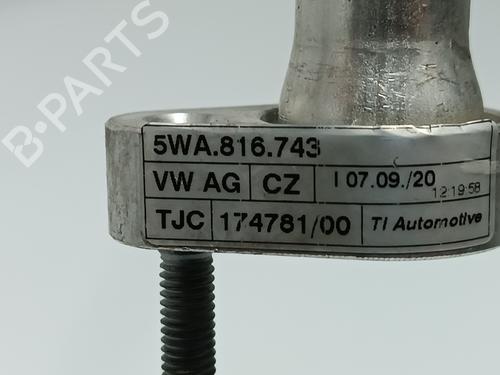 B-PARTS
5WA.816.743
VW AG CZ I 07.09./20 12:19:58
TJC 174781/00 TI Automotive